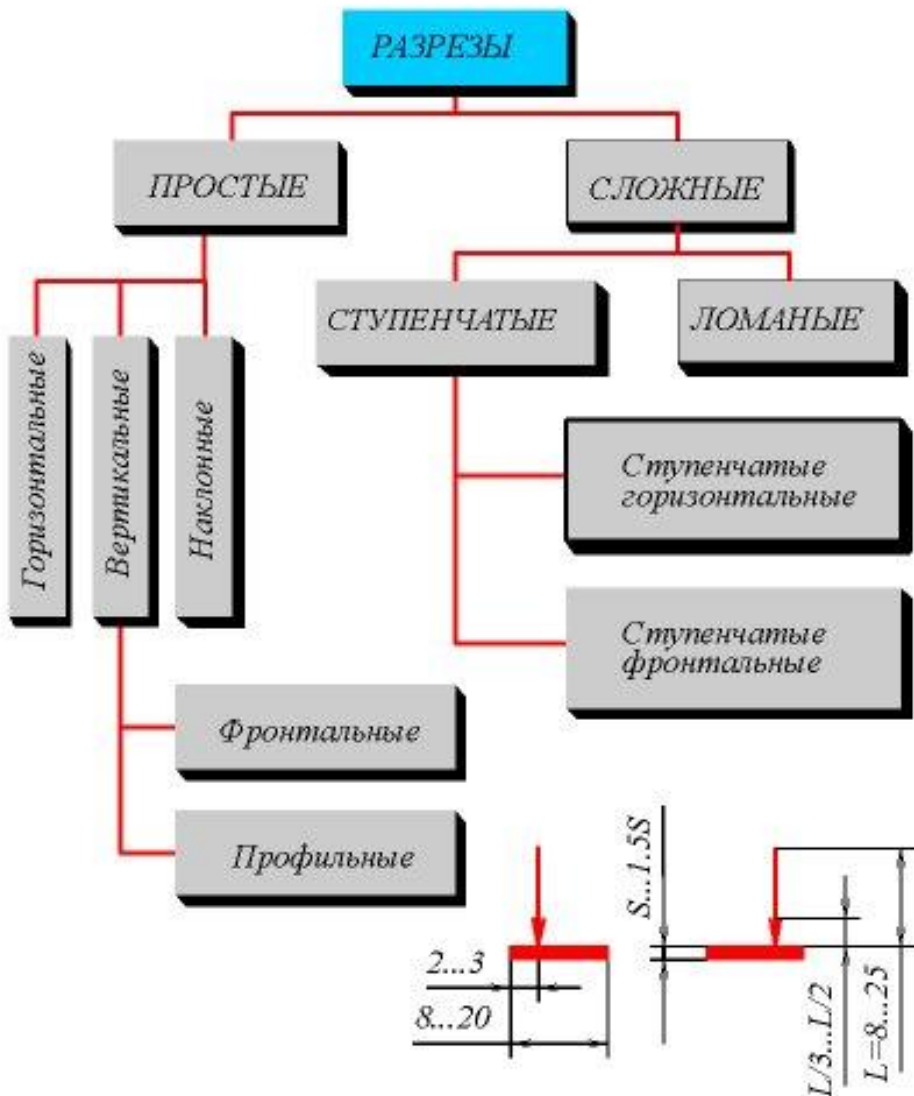 РАЗРЕЗЫ
ПРОСТЫЕ
СЛОЖНЫЕ
СТУПЕНЧАТЫЕ
ЛОМАНЫЕ
Горизонтальные
Вертикальные
Наклонные
Ступенчатые
горизонтальные
Ступенчатые
фронтальные
Фронтальные
Профильные
2...3
8...20
S...1.5S
L/3...L/2
L=8...25